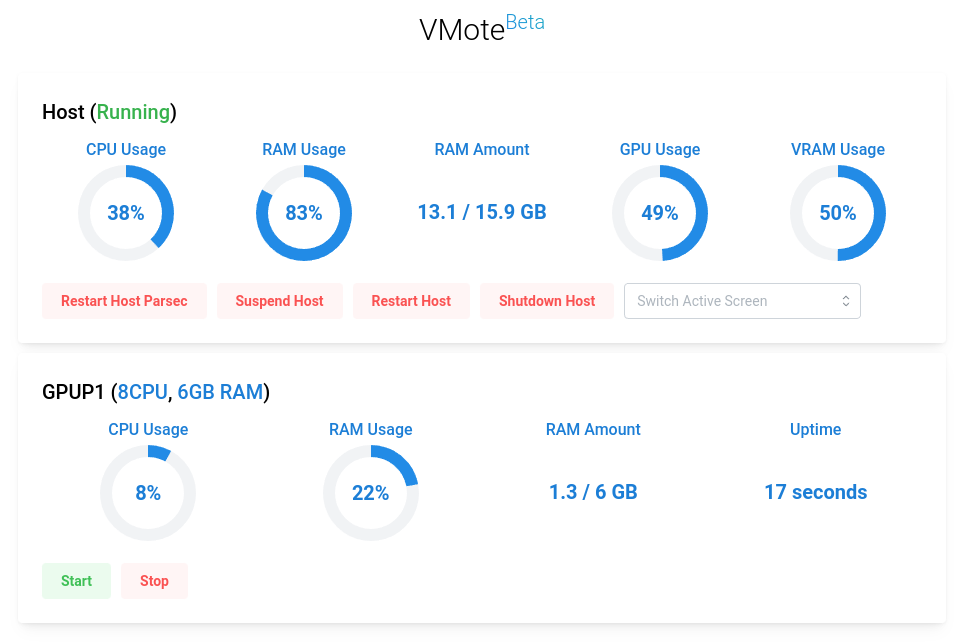 VMoteBeta
Host (Running)
CPU Usage RAM Usage RAM Amount GPU Usage VRAM Usage
38% 83% 13.1 / 15.9 GB 49% 50%
Restart Host Parsec Suspend Host Restart Host Shutdown Host Switch Active Screen
GPUP1 (8CPU, 6GB RAM)
CPU Usage RAM Usage RAM Amount Uptime
8% 22% 1.3 / 6 GB 17 seconds
Start Stop